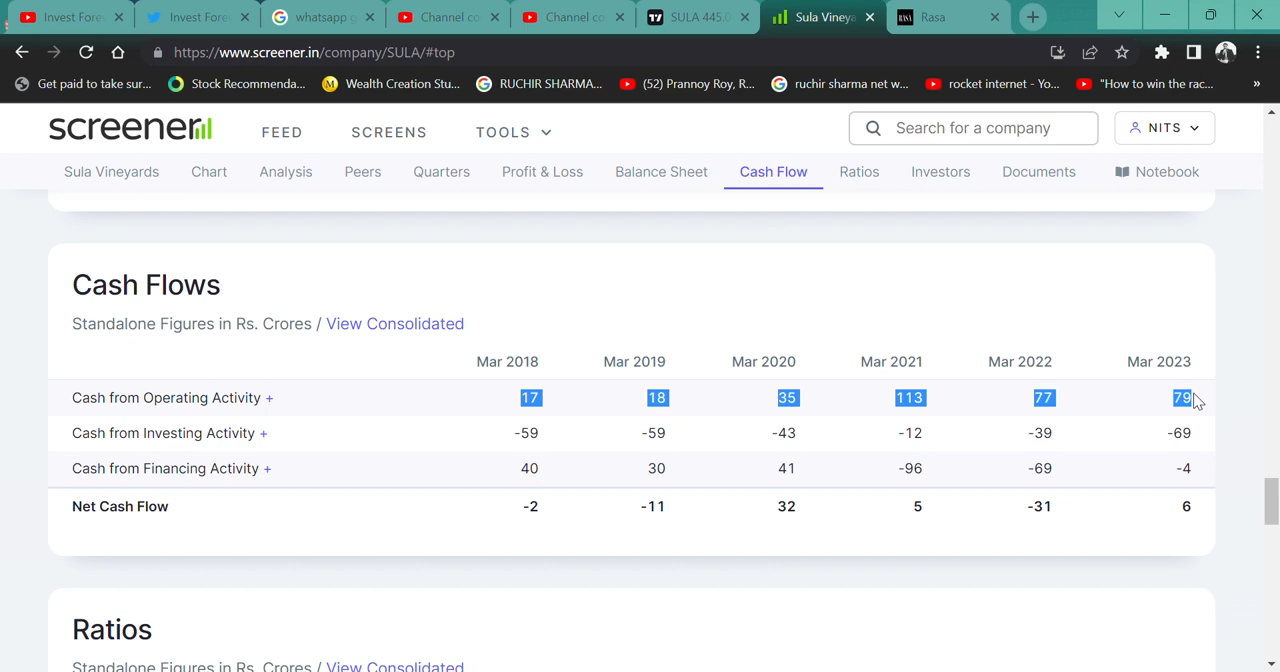 Invest Fore
Invest Fore
whatsapp g
Channel co
Channel co
SULA 445.0
Sula Vineya
Rasa
https://www.screener.in/company/SULA/#top
Get paid to take sur...
Stock Recommenda...
Wealth Creation Stu...
RUCHIR SHARMA...
(52) Prannoy Roy, R...
ruchir sharma net w...
rocket internet - Yo...
"How to win the rac...
»
screener
FEED
SCREENS
TOOLS
Search for a company
NITS
Sula Vineyards Chart Analysis Peers Quarters Profit & Loss Balance Sheet Cash Flow Ratios Investors Documents Notebook
Cash Flows
Standalone Figures in Rs. Crores / View Consolidated
Mar 2018 Mar 2019 Mar 2020 Mar 2021 Mar 2022 Mar 2023
Cash from Operating Activity + 17 18 35 113 77 79
Cash from Investing Activity + -59 -59 -43 -12 -39 -69
Cash from Financing Activity + 40 30 41 -96 -69 -4
Net Cash Flow -2 -11 32 5 -31 6
Ratios
Standalone Figures in Rs. Crores / View Consolidated